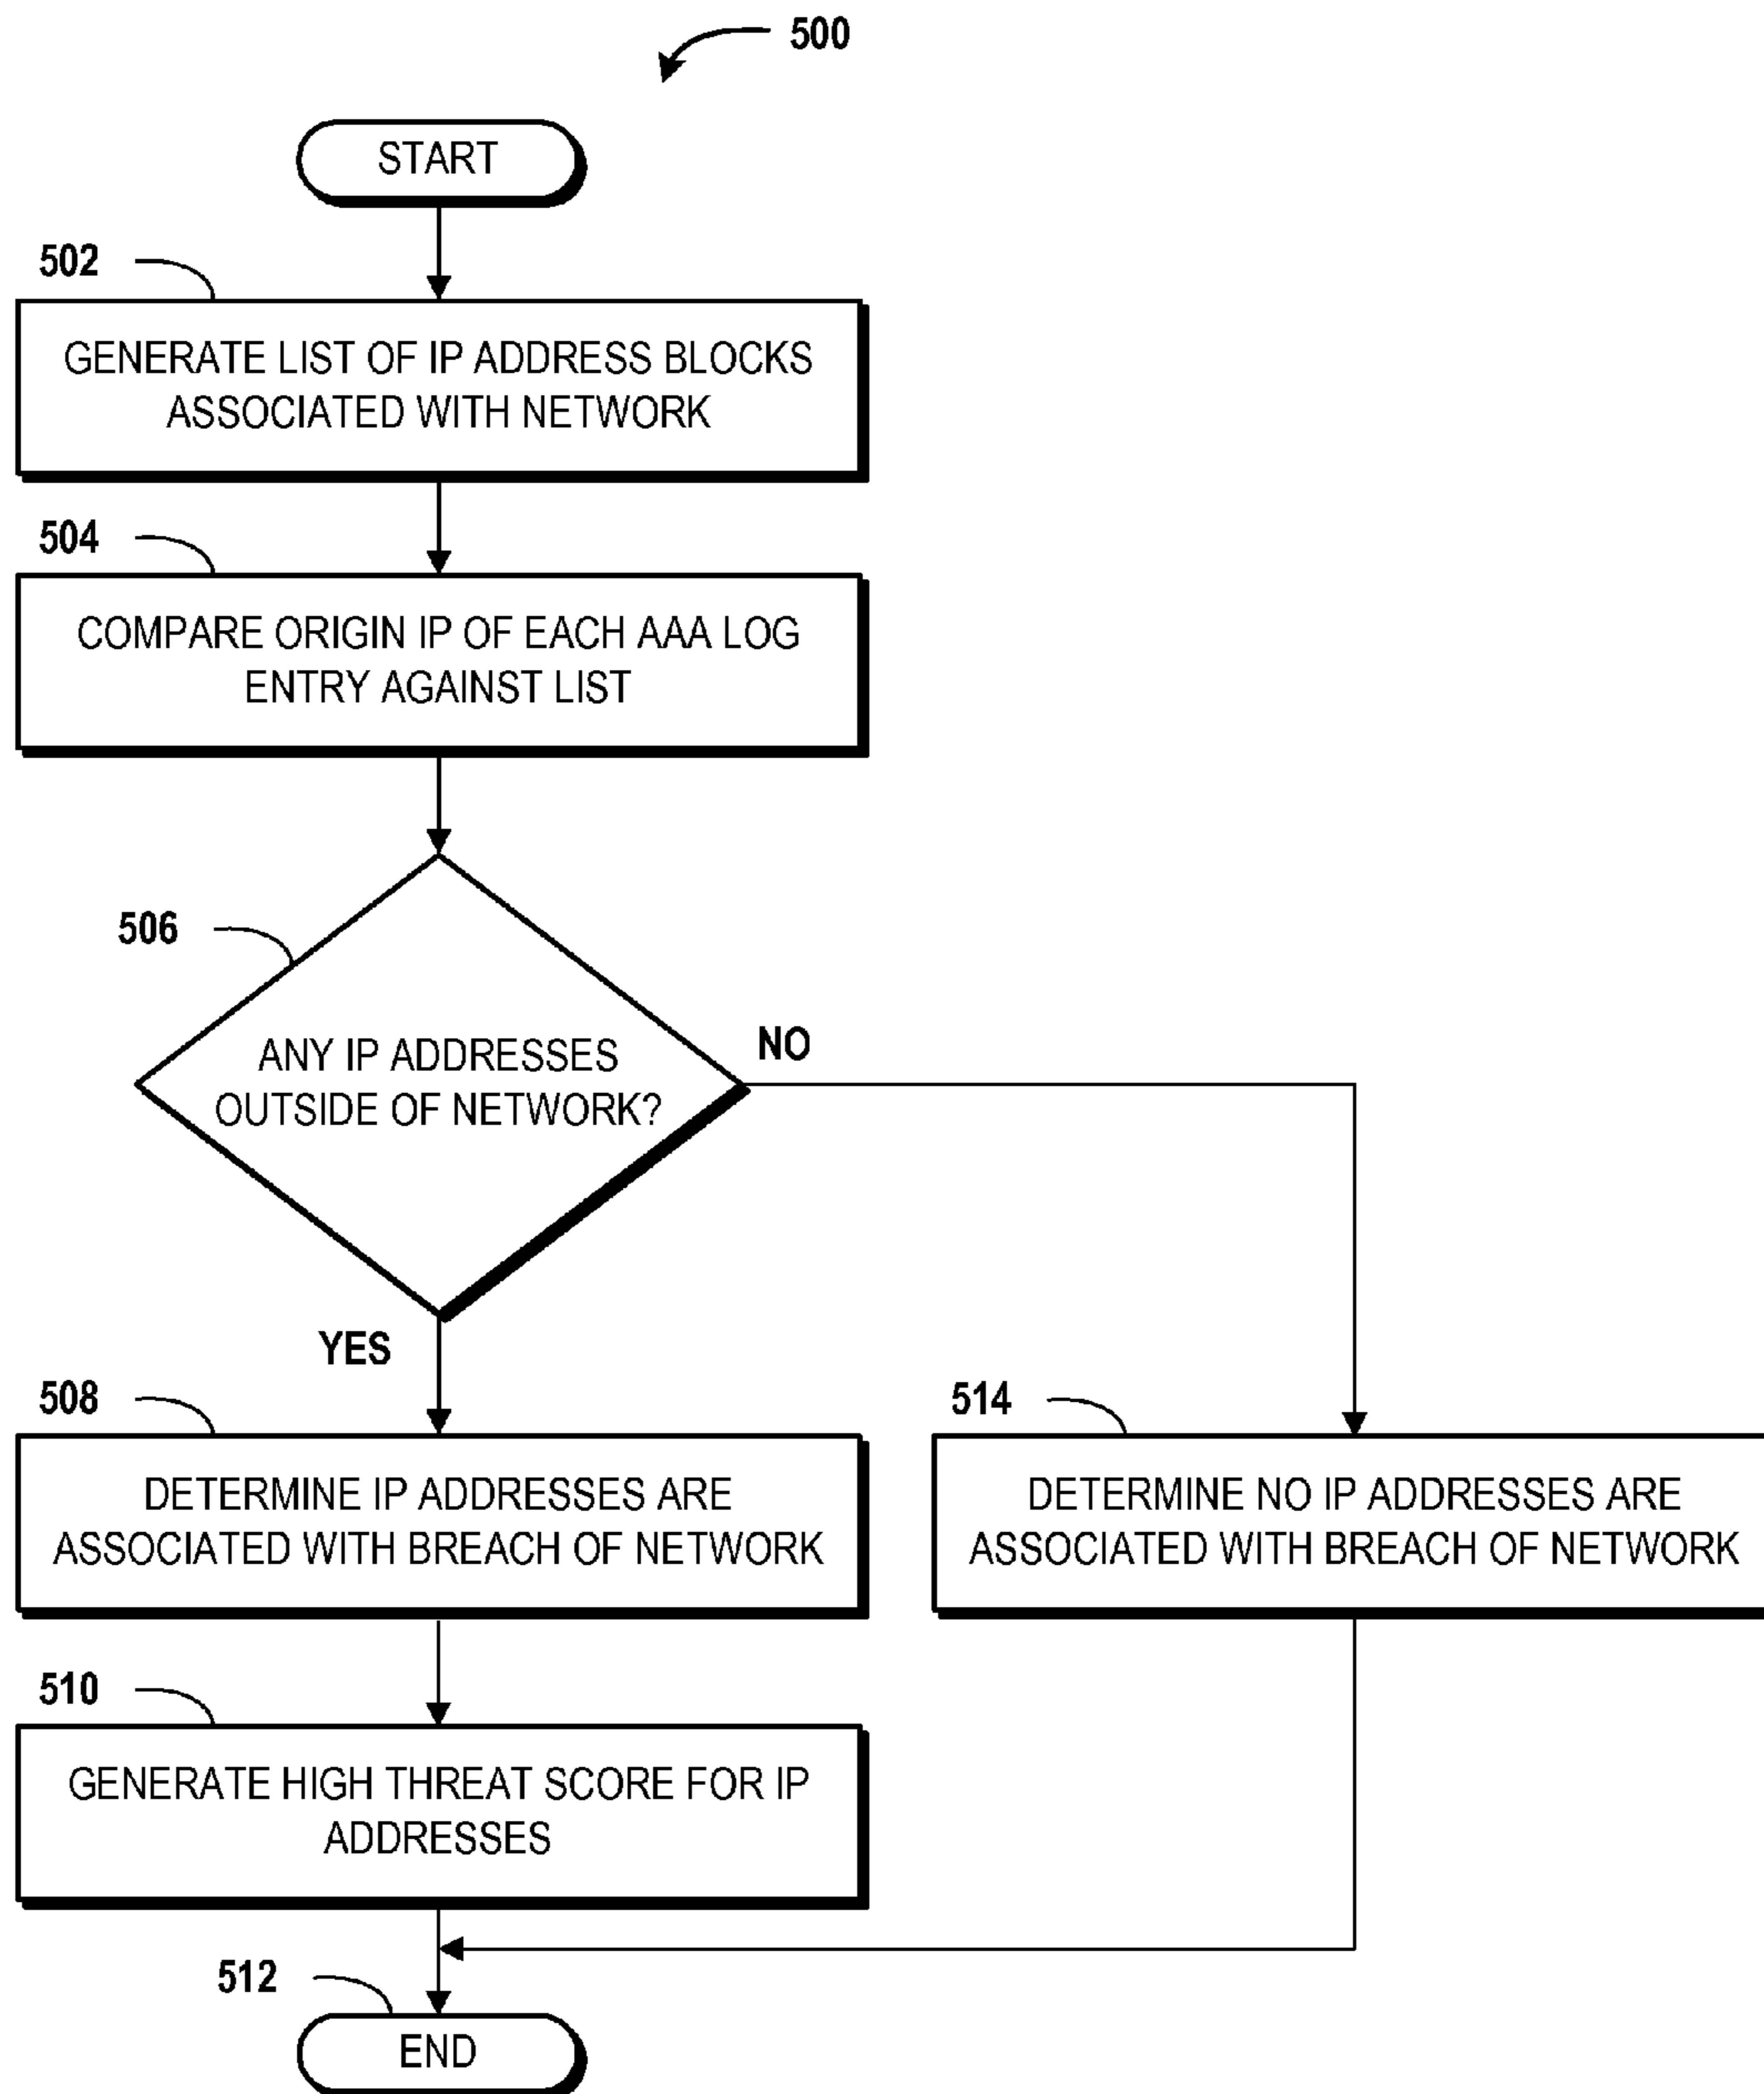 500
START
502
GENERATE LIST OF IP ADDRESS BLOCKS
ASSOCIATED WITH NETWORK
504
COMPARE ORIGIN IP OF EACH AAA LOG
ENTRY AGAINST LIST
506
ANY IP ADDRESSES
OUTSIDE OF NETWORK?
NO
YES
508
DETERMINE IP ADDRESSES ARE
ASSOCIATED WITH BREACH OF NETWORK
514
DETERMINE NO IP ADDRESSES ARE
ASSOCIATED WITH BREACH OF NETWORK
510
GENERATE HIGH THREAT SCORE FOR IP
ADDRESSES
512
END